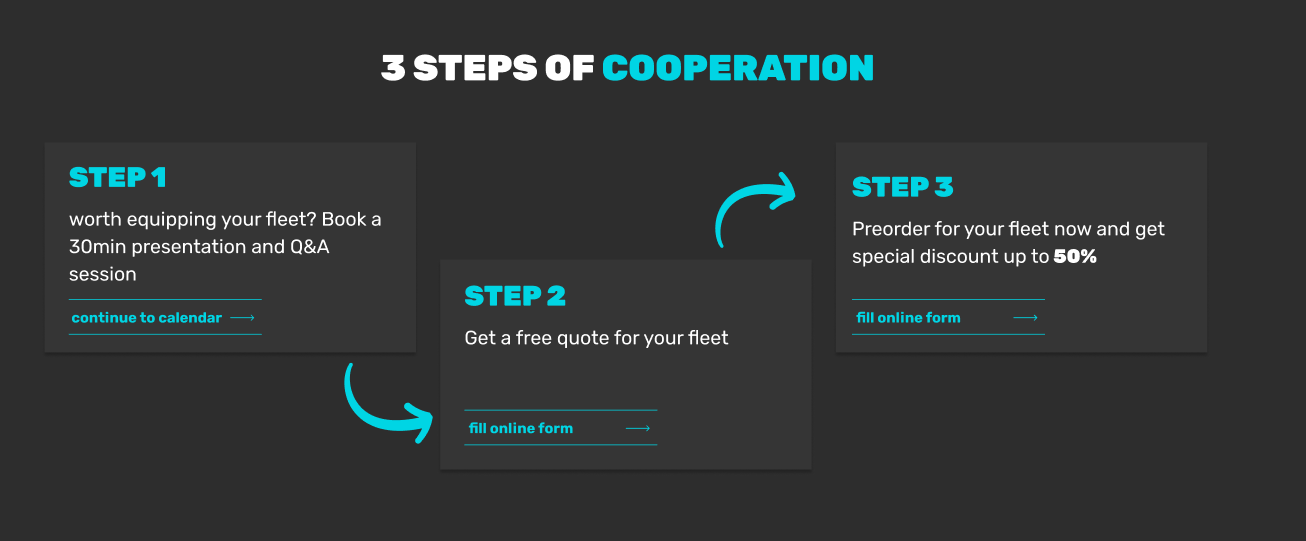 3 STEPS OF COOPERATION
STEP 1
worth equipping your fleet? Book a
30min presentation and Q&A
session
continue to calendar
STEP 2
Get a free quote for your fleet
fill online form
STEP 3
Preorder for your fleet now and get
special discount up to 50%
fill online form